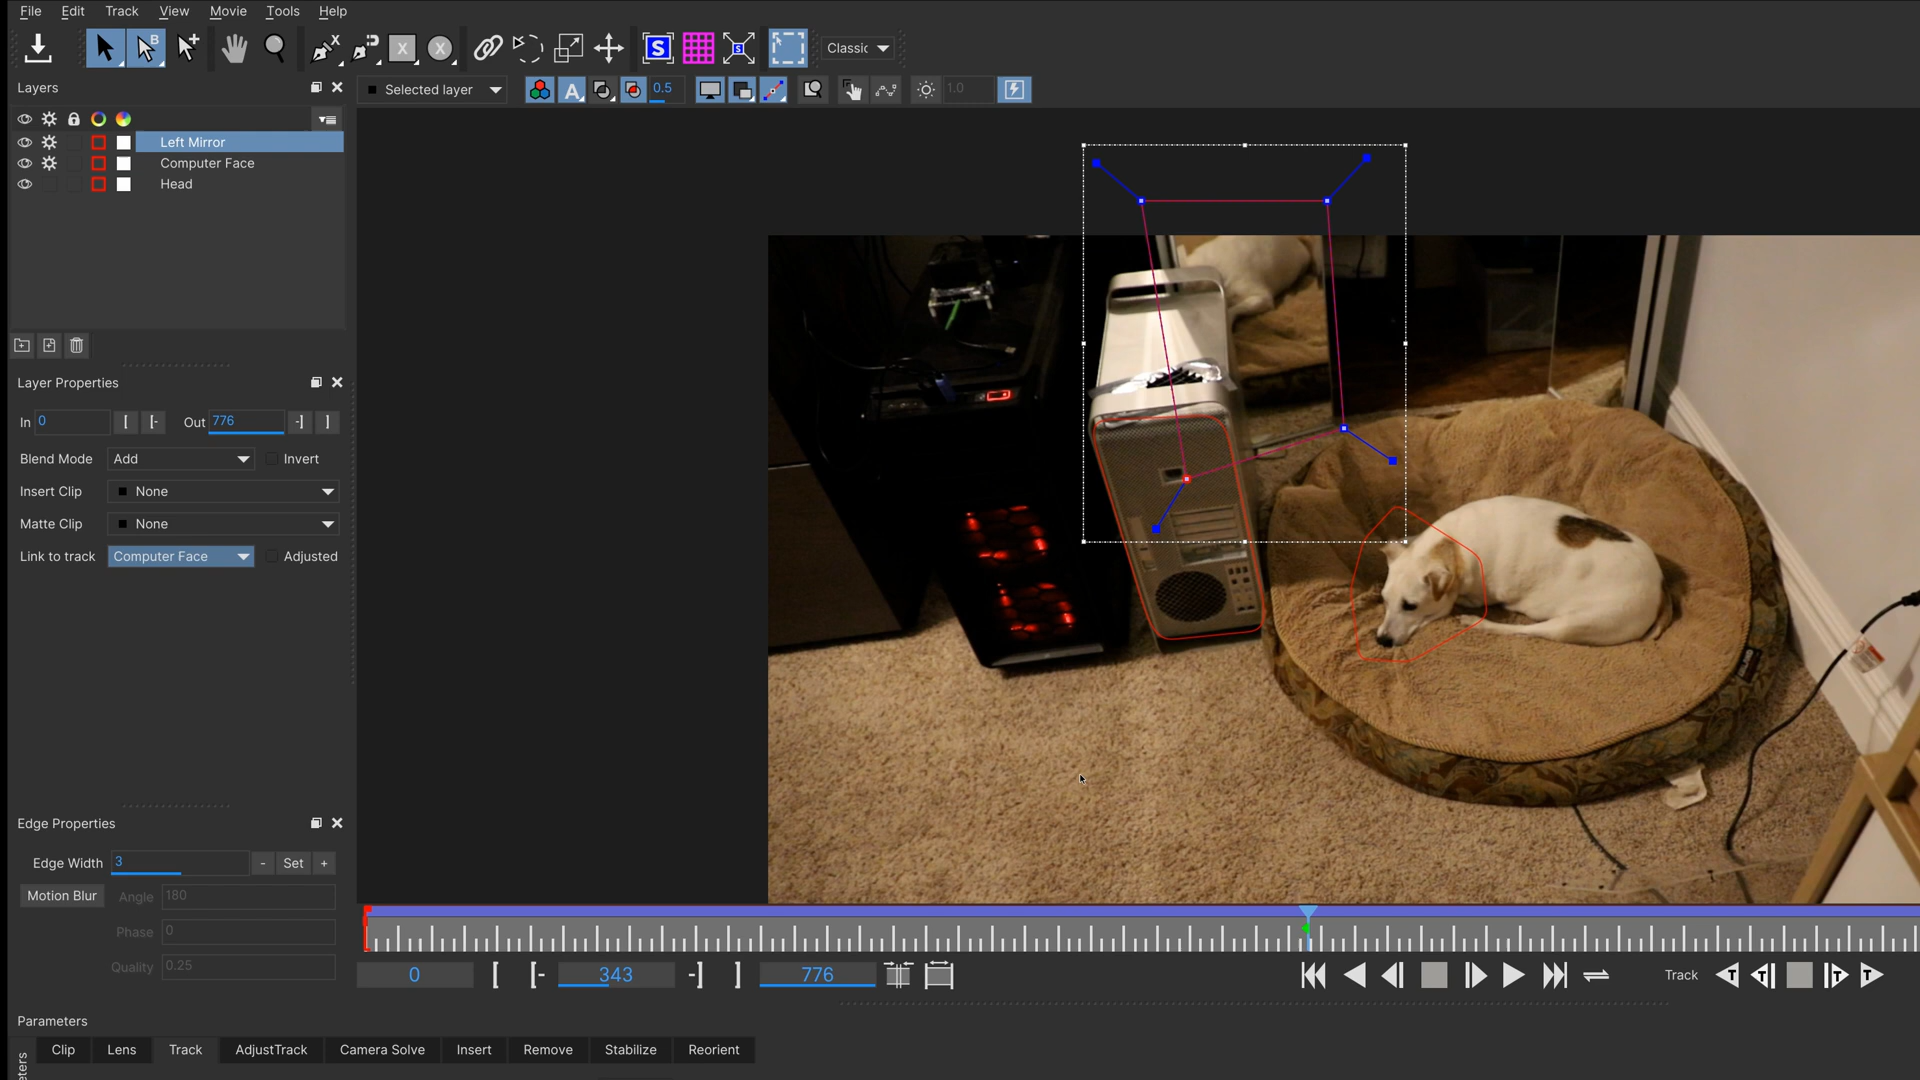 File Edit Track View Movie Tools Help
Classic
Layers
Selected layer
0.5
1.0
Left Mirror
Computer Face
Head
Layer Properties
In 0 Out 776
Blend Mode Add Invert
Insert Clip None
Matte Clip None
Link to track Computer Face Adjusted
Edge Properties
Edge Width 3 - Set +
Motion Blur Angle 180
Phase 0
Quality 0.25
0 343 776 Track
Parameters
Clip Lens Track AdjustTrack Camera Solve Insert Remove Stabilize Reorient